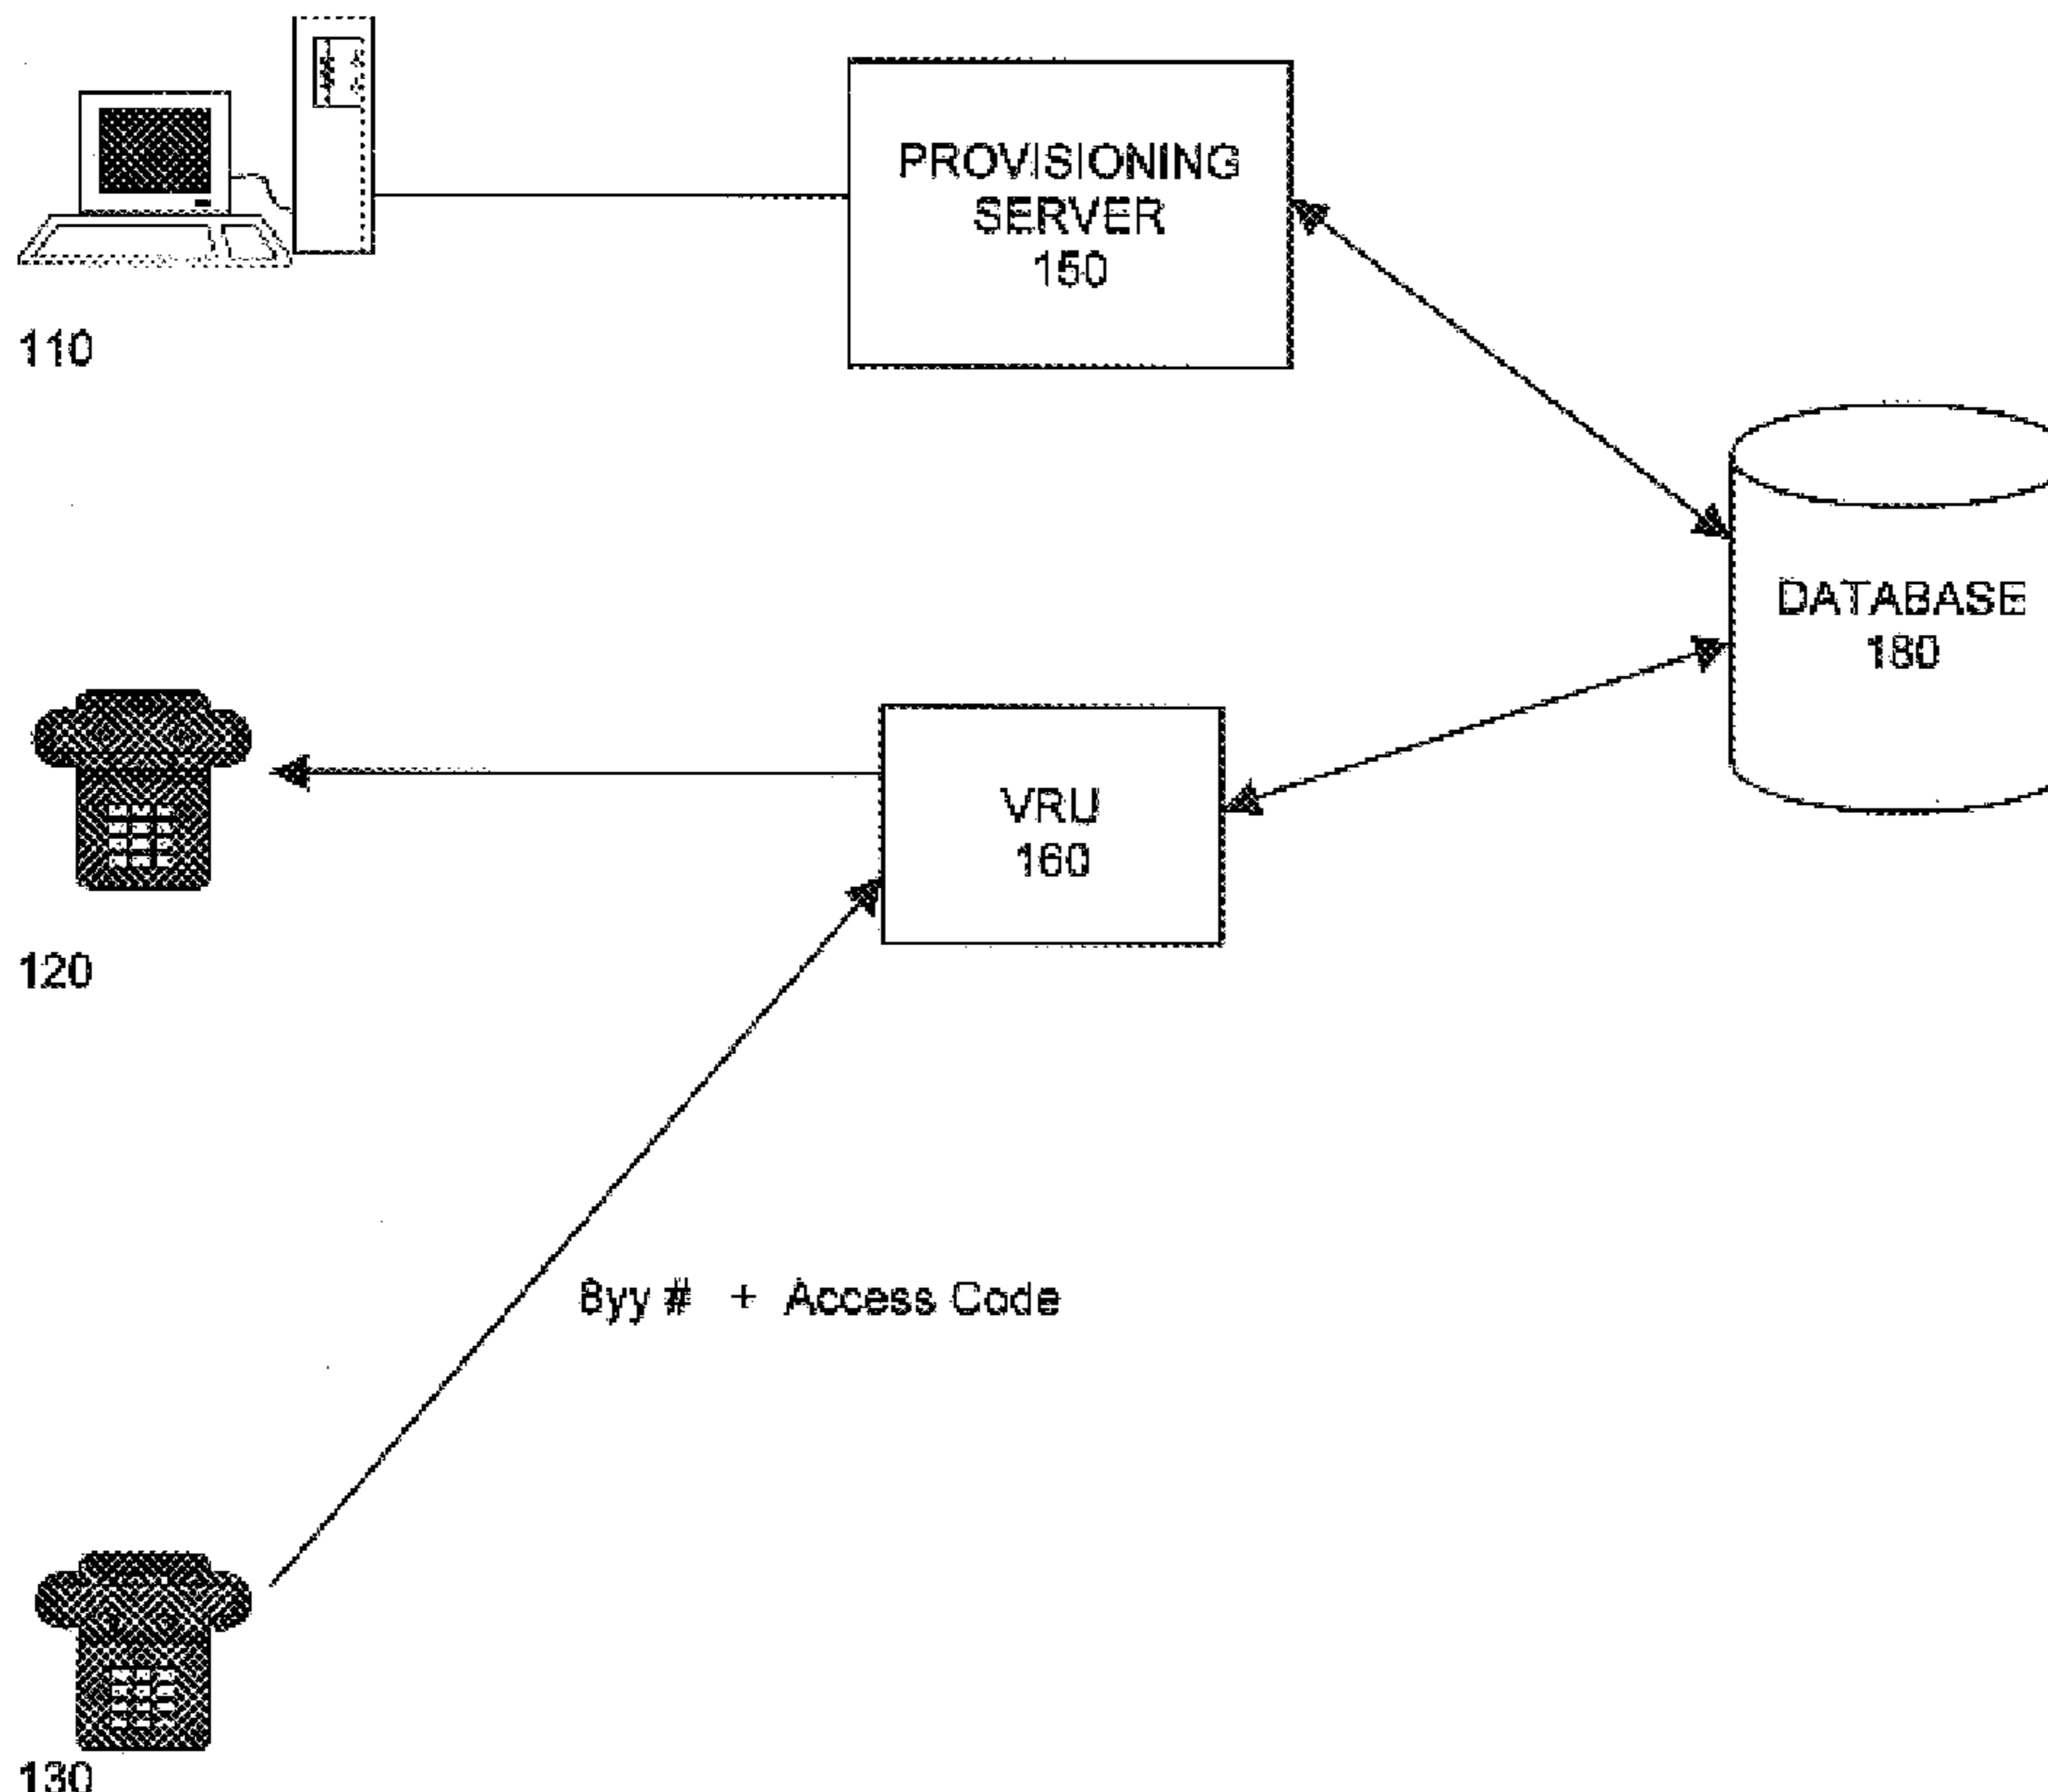 PROVISIONING
SERVER
150
110
DATABASE
180
VRU
160
120
8yy # + Access Code
130